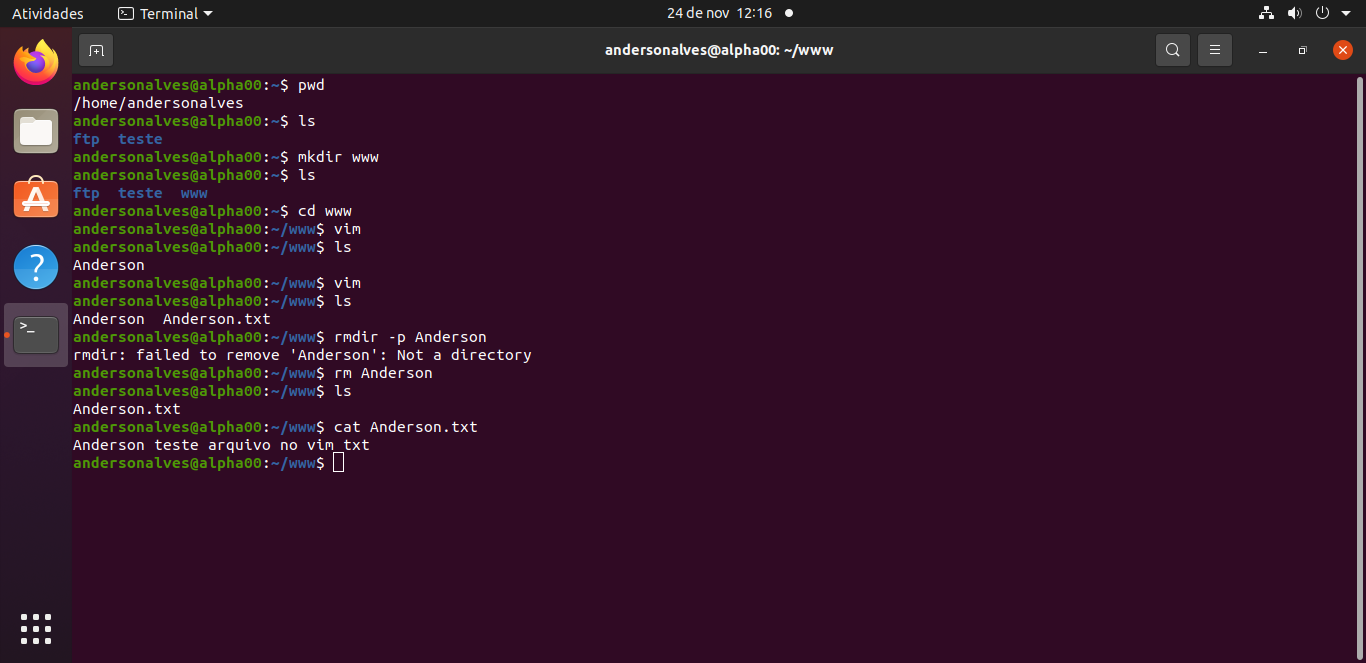 Atividades Terminal 24 de nov 12:16
andersonalves@alpha00: ~/www
andersonalves@alpha00:~$ pwd
/home/andersonalves
andersonalves@alpha00:~$ ls
ftp  teste
andersonalves@alpha00:~$ mkdir www
andersonalves@alpha00:~$ ls
ftp  teste  www
andersonalves@alpha00:~$ cd www
andersonalves@alpha00:~/www$ vim
andersonalves@alpha00:~/www$ ls
Anderson
andersonalves@alpha00:~/www$ vim
andersonalves@alpha00:~/www$ ls
Anderson  Anderson.txt
andersonalves@alpha00:~/www$ rmdir -p Anderson
rmdir: failed to remove 'Anderson': Not a directory
andersonalves@alpha00:~/www$ rm Anderson
andersonalves@alpha00:~/www$ ls
Anderson.txt
andersonalves@alpha00:~/www$ cat Anderson.txt
Anderson teste arquivo no vim txt
andersonalves@alpha00:~/www$